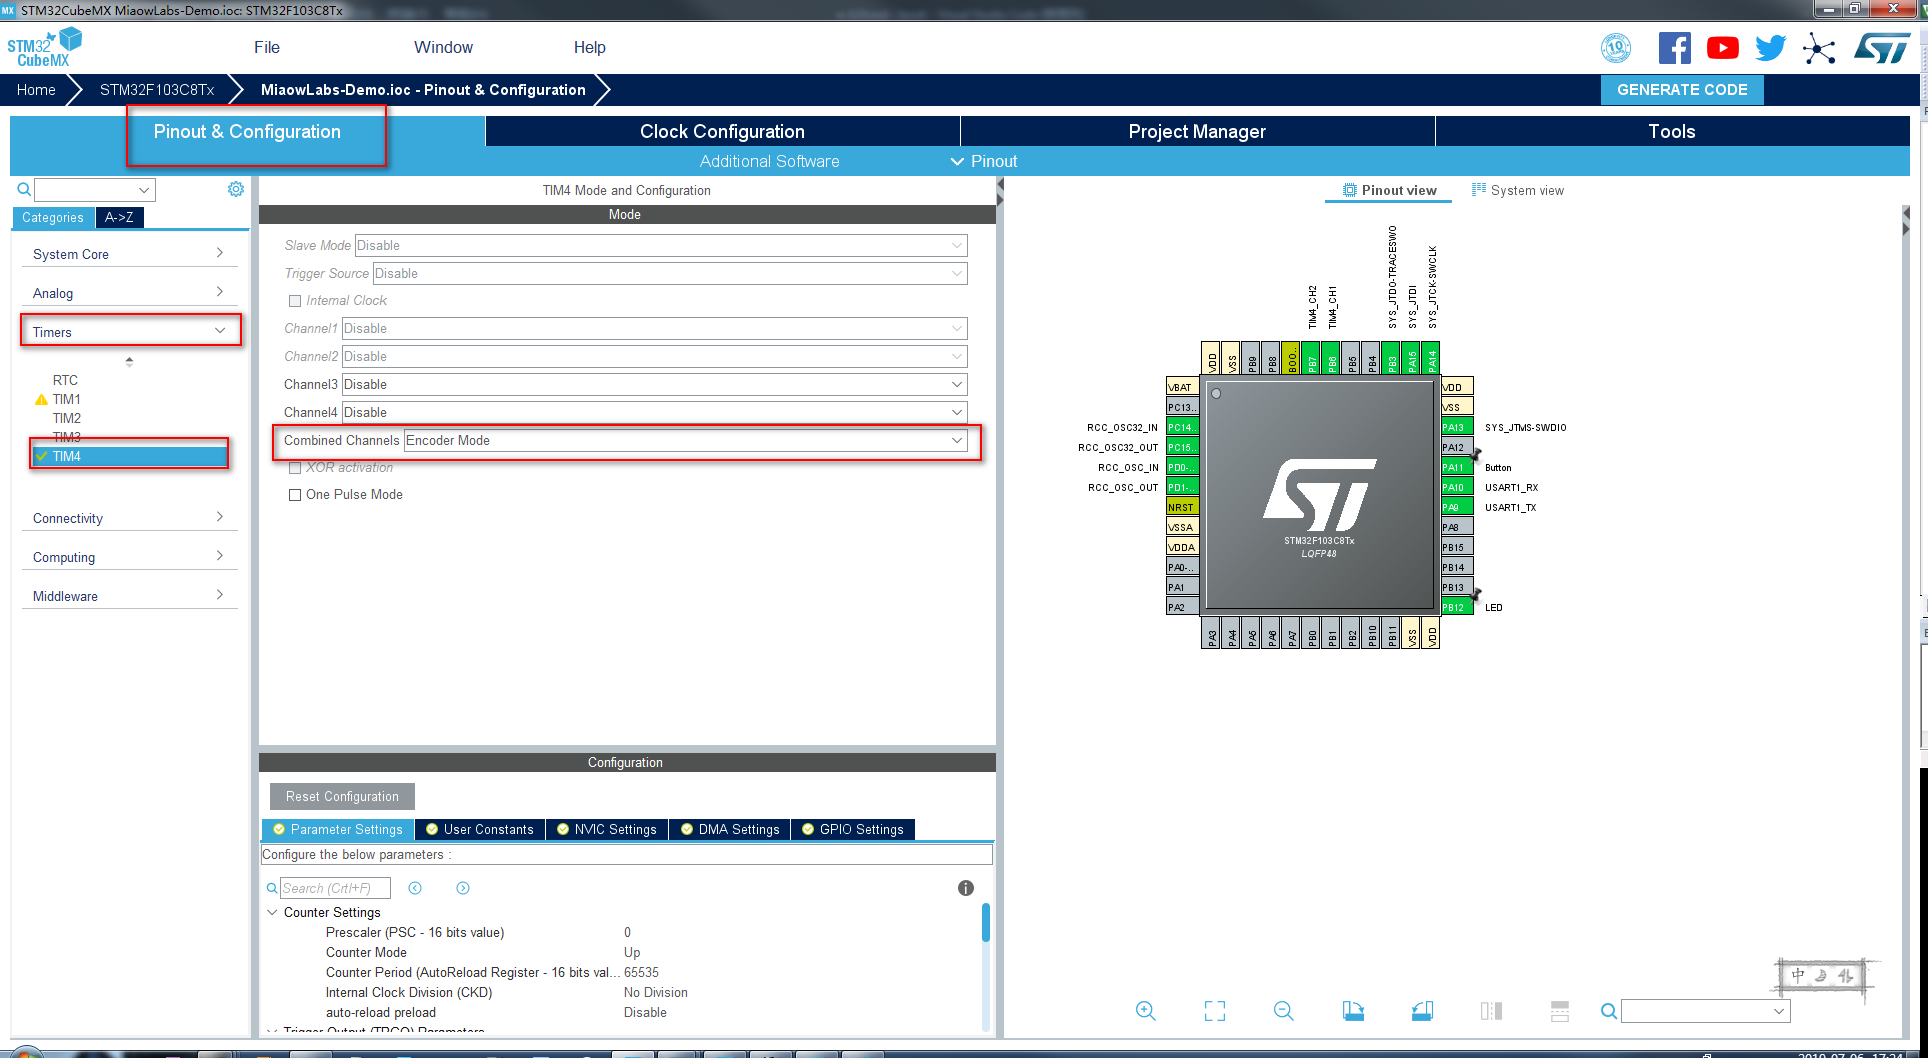 MX STM32CubeMX MiaowLabs-Demo.ioc: STM32F103C8Tx
STM32 CubeMX
File Window Help
10
Home STM32F103C8Tx MiaowLabs-Demo.ioc - Pinout & Configuration GENERATE CODE
Pinout & Configuration Clock Configuration Project Manager Tools
Additional Software Pinout
TIM4 Mode and Configuration
Pinout view System view
Categories A->Z
Mode
System Core
Analog
Timers
RTC
TIM1
TIM2
TIM3
TIM4
Connectivity
Computing
Middleware
Slave Mode Disable
Trigger Source Disable
Internal Clock
Channel1 Disable
Channel2 Disable
Channel3 Disable
Channel4 Disable
Combined Channels Encoder Mode
XOR activation
One Pulse Mode
Configuration
Reset Configuration
Parameter Settings User Constants NVIC Settings DMA Settings GPIO Settings
Configure the below parameters :
Search (Crtl+F)
Counter Settings
Prescaler (PSC - 16 bits value) 0
Counter Mode Up
Counter Period (AutoReload Register - 16 bits val... 65535
Internal Clock Division (CKD) No Division
auto-reload preload Disable
Trigger Output (TRGO) Parameters
TIM4_CH2
TIM4_CH1
SYS_JTDO-TRACESWO
SYS_JTDI
SYS_JTCK-SWCLK
VDD
VSS
PB9
PB8
BOO..
PB7
PB6
PB5
PB4
PB3
PA15
PA14
VBAT
PC13..
RCC_OSC32_IN PC14..
RCC_OSC32_OUT PC15..
RCC_OSC_IN PD0-..
RCC_OSC_OUT PD1-..
NRST
VSSA
VDDA
PA0-..
PA1
PA2
ST
STM32F103C8Tx
LQFP48
VDD
VSS
PA13 SYS_JTMS-SWDIO
PA12
PA11 Button
PA10 USART1_RX
PA9 USART1_TX
PA8
PB15
PB14
PB13
PB12 LED
PA3
PA4
PA5
PA6
PA7
PB0
PB1
PB2
PB10
PB11
VSS
VDD
中
2019-07-06 17:24